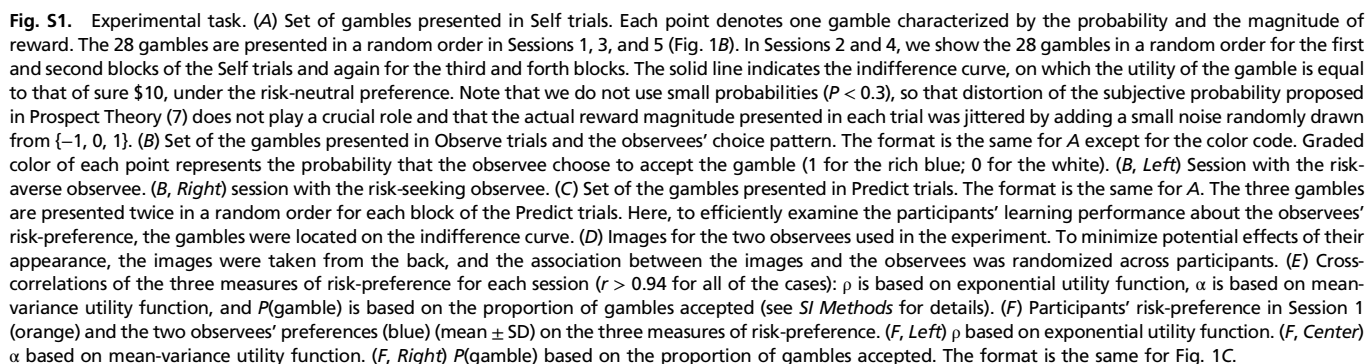 Fig. S1. Experimental task. (A) Set of gambles presented in Self trials. Each point denotes one gamble characterized by the probability and the magnitude of
reward. The 28 gambles are presented in a random order in Sessions 1, 3, and 5 (Fig. 1B). In Sessions 2 and 4, we show the 28 gambles in a random order for the first
and second blocks of the Self trials and again for the third and forth blocks. The solid line indicates the indifference curve, on which the utility of the gamble is equal
to that of sure $10, under the risk-neutral preference. Note that we do not use small probabilities (P < 0.3), so that distortion of the subjective probability proposed
in Prospect Theory (7) does not play a crucial role and that the actual reward magnitude presented in each trial was jittered by adding a small noise randomly drawn
from {−1, 0, 1}. (B) Set of the gambles presented in Observe trials and the observees' choice pattern. The format is the same for A except for the color code. Graded
color of each point represents the probability that the observee choose to accept the gamble (1 for the rich blue; 0 for the white). (B, Left) Session with the risk-
averse observee. (B, Right) session with the risk-seeking observee. (C) Set of the gambles presented in Predict trials. The format is the same for A. The three gambles
are presented twice in a random order for each block of the Predict trials. Here, to efficiently examine the participants' learning performance about the observees'
risk-preference, the gambles were located on the indifference curve. (D) Images for the two observees used in the experiment. To minimize potential effects of their
appearance, the images were taken from the back, and the association between the images and the observees was randomized across participants. (E) Cross-
correlations of the three measures of risk-preference for each session (r > 0.94 for all of the cases): ρ is based on exponential utility function, α is based on mean-
variance utility function, and P(gamble) is based on the proportion of gambles accepted (see SI Methods for details). (F) Participants' risk-preference in Session 1
(orange) and the two observees' preferences (blue) (mean ± SD) on the three measures of risk-preference. (F, Left) ρ based on exponential utility function. (F, Center)
α based on mean-variance utility function. (F, Right) P(gamble) based on the proportion of gambles accepted. The format is the same for Fig. 1C.